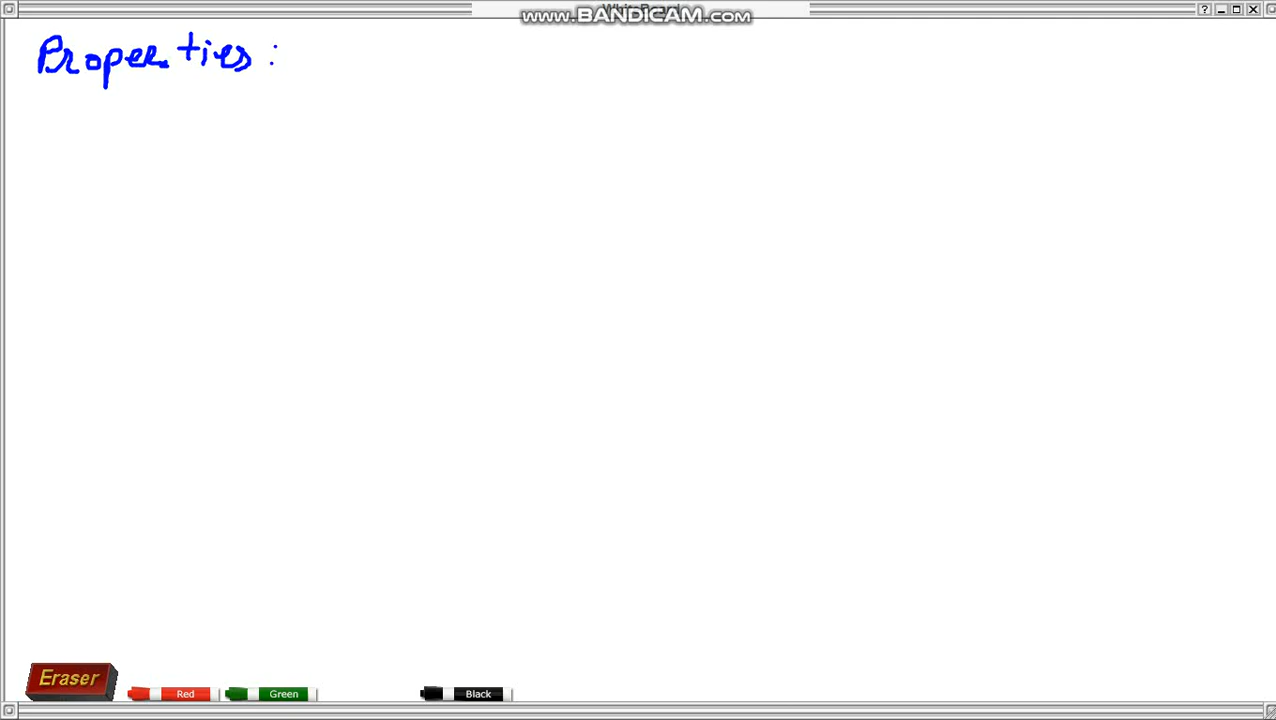 www.BANDICAM.com
Properties :
Eraser
Red
Green
Black